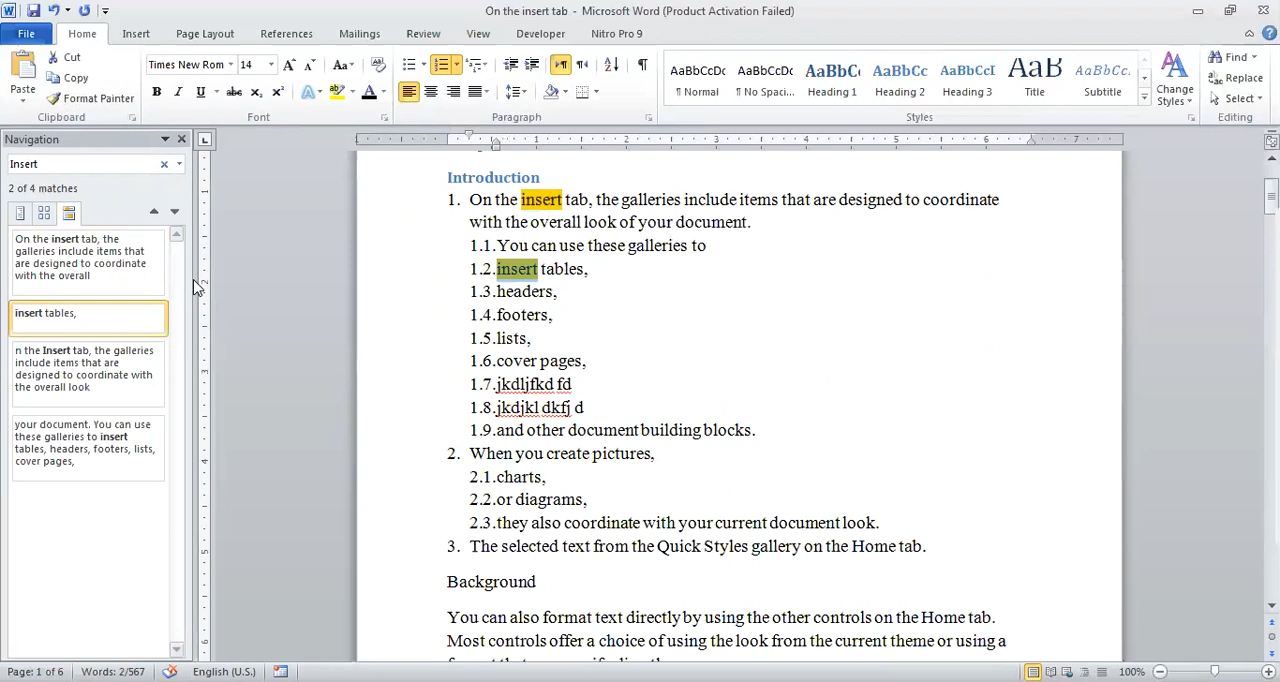 On the insert tab - Microsoft Word (Product Activation Failed)
File Home Insert Page Layout References Mailings Review View Developer Nitro Pro 9
Paste
Cut
Copy
Format Painter
Clipboard
Times New Rom 14
Font
Paragraph
AaBbCcDc AaBbCcDc AaBbC AaBbCc AaBbCcI AaB AaBbCc.
¶ Normal ¶ No Spaci... Heading 1 Heading 2 Heading 3 Title Subtitle
Change
Styles
Styles
Find
Replace
Select
Editing
Navigation
Insert
2 of 4 matches
On the insert tab, the
galleries include items that
are designed to coordinate
with the overall
insert tables,
n the Insert tab, the galleries
include items that are
designed to coordinate with
the overall look
your document. You can use
these galleries to insert
tables, headers, footers, lists,
cover pages,
1 2 3 4 5 6 7
Introduction
1. On the insert tab, the galleries include items that are designed to coordinate
with the overall look of your document.
1.1.You can use these galleries to
1.2.insert tables,
1.3.headers,
1.4.footers,
1.5.lists,
1.6.cover pages,
1.7.jkdljfkd fd
1.8.jkdjkl dkfj d
1.9.and other document building blocks.
2. When you create pictures,
2.1.charts,
2.2.or diagrams,
2.3.they also coordinate with your current document look.
3. The selected text from the Quick Styles gallery on the Home tab.
Background
You can also format text directly by using the other controls on the Home tab.
Most controls offer a choice of using the look from the current theme or using a
Page: 1 of 6 Words: 2/567 English (U.S.) 100%